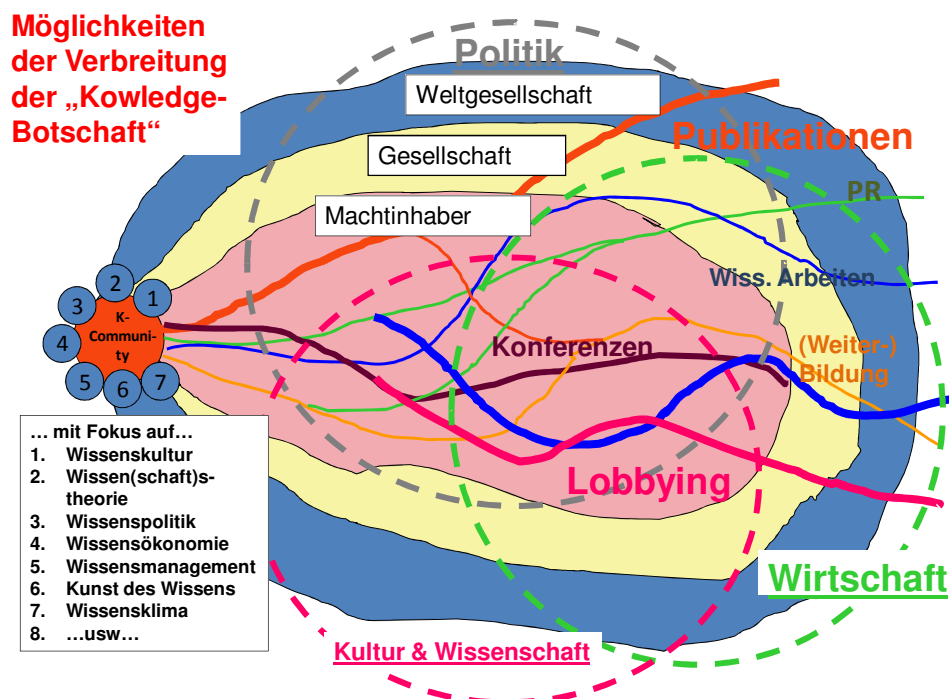 Möglichkeiten
der Verbreitung
der „Kowledge-
Botschaft“
Politik
Weltgesellschaft
Publikationen
Gesellschaft
PR
Machtinhaber
Wiss. Arbeiten
2
3
1
K-
Communi-
ty
4
5
6
7
Konferenzen
(Weiter-)
Bildung
Lobbying
… mit Fokus auf…
1. Wissenskultur
2. Wissen(schaft)s-
theorie
3. Wissenspolitik
4. Wissensökonomie
5. Wissensmanagement
6. Kunst des Wissens
7. Wissensklima
8. …usw…
Wirtschaft
Kultur & Wissenschaft